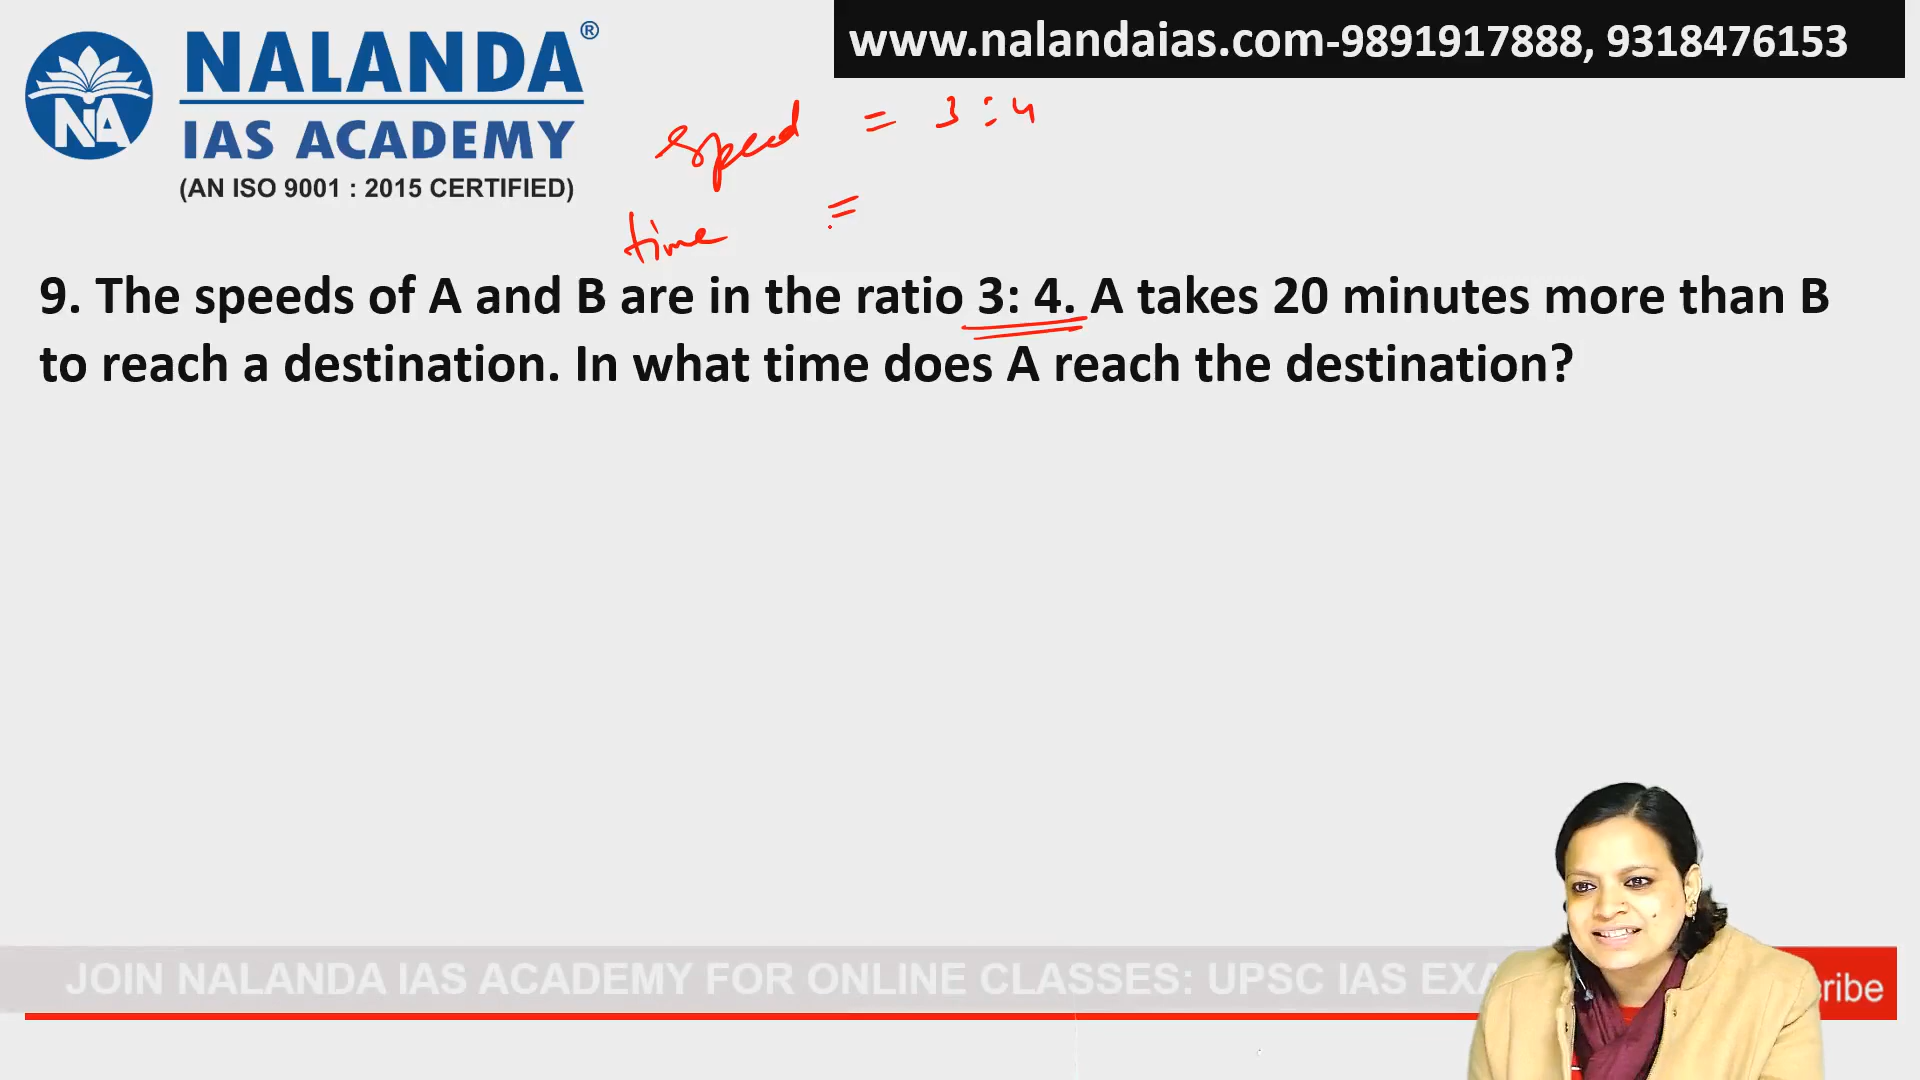 NALANDA®
IAS ACADEMY
(AN ISO 9001 : 2015 CERTIFIED)
NA
www.nalandaias.com-9891917888, 9318476153
speed = 3 : 4
time =
9. The speeds of A and B are in the ratio 3: 4. A takes 20 minutes more than B
to reach a destination. In what time does A reach the destination?
JOIN NALANDA IAS ACADEMY FOR ONLINE CLASSES: UPSC IAS EXA
cribe